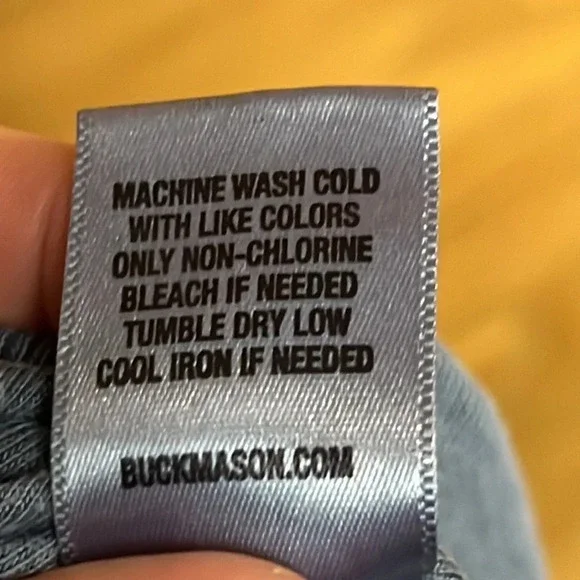 MACHINE WASH COLD
WITH LIKE COLORS
ONLY NON-CHLORINE
BLEACH IF NEEDED
TUMBLE DRY LOW
COOL IRON IF NEEDED
BUCKMASON.COM